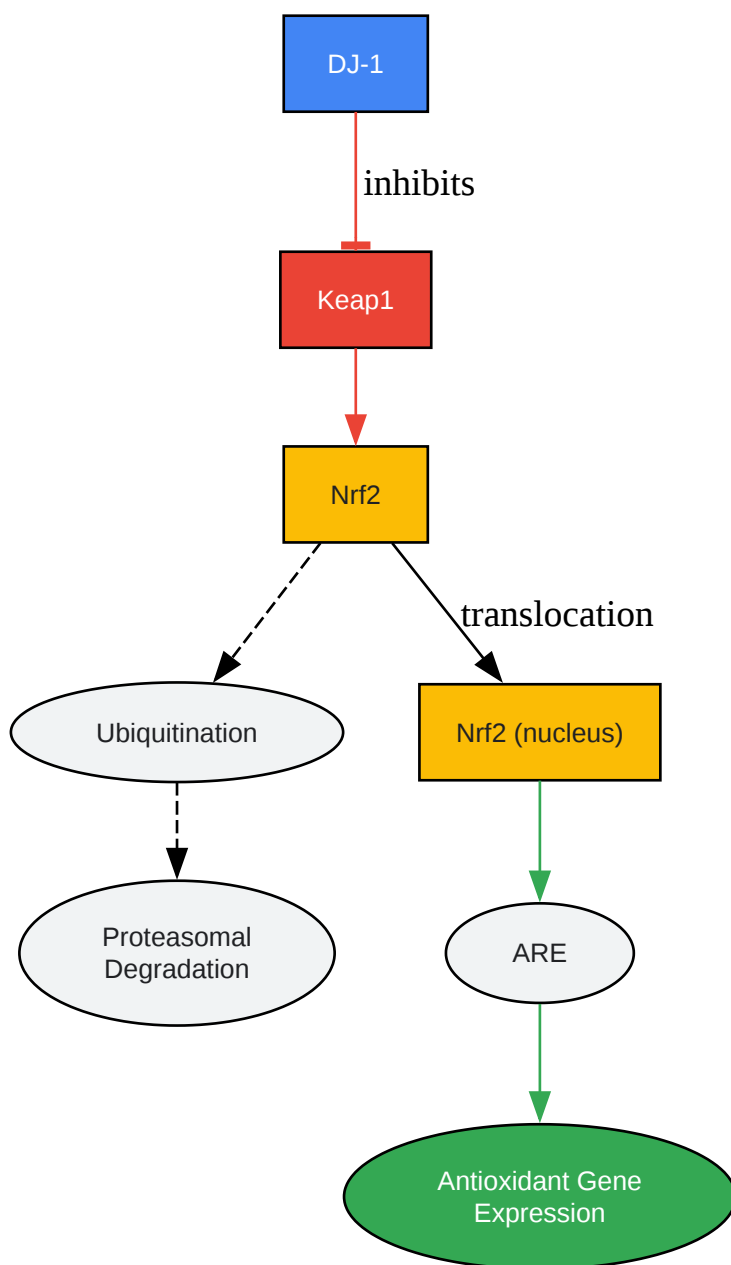 DJ-1
inhibits
Keap1
Nrf2
translocation
Ubiquitination
Nrf2 (nucleus)
Proteasomal
Degradation
ARE
Antioxidant Gene
Expression